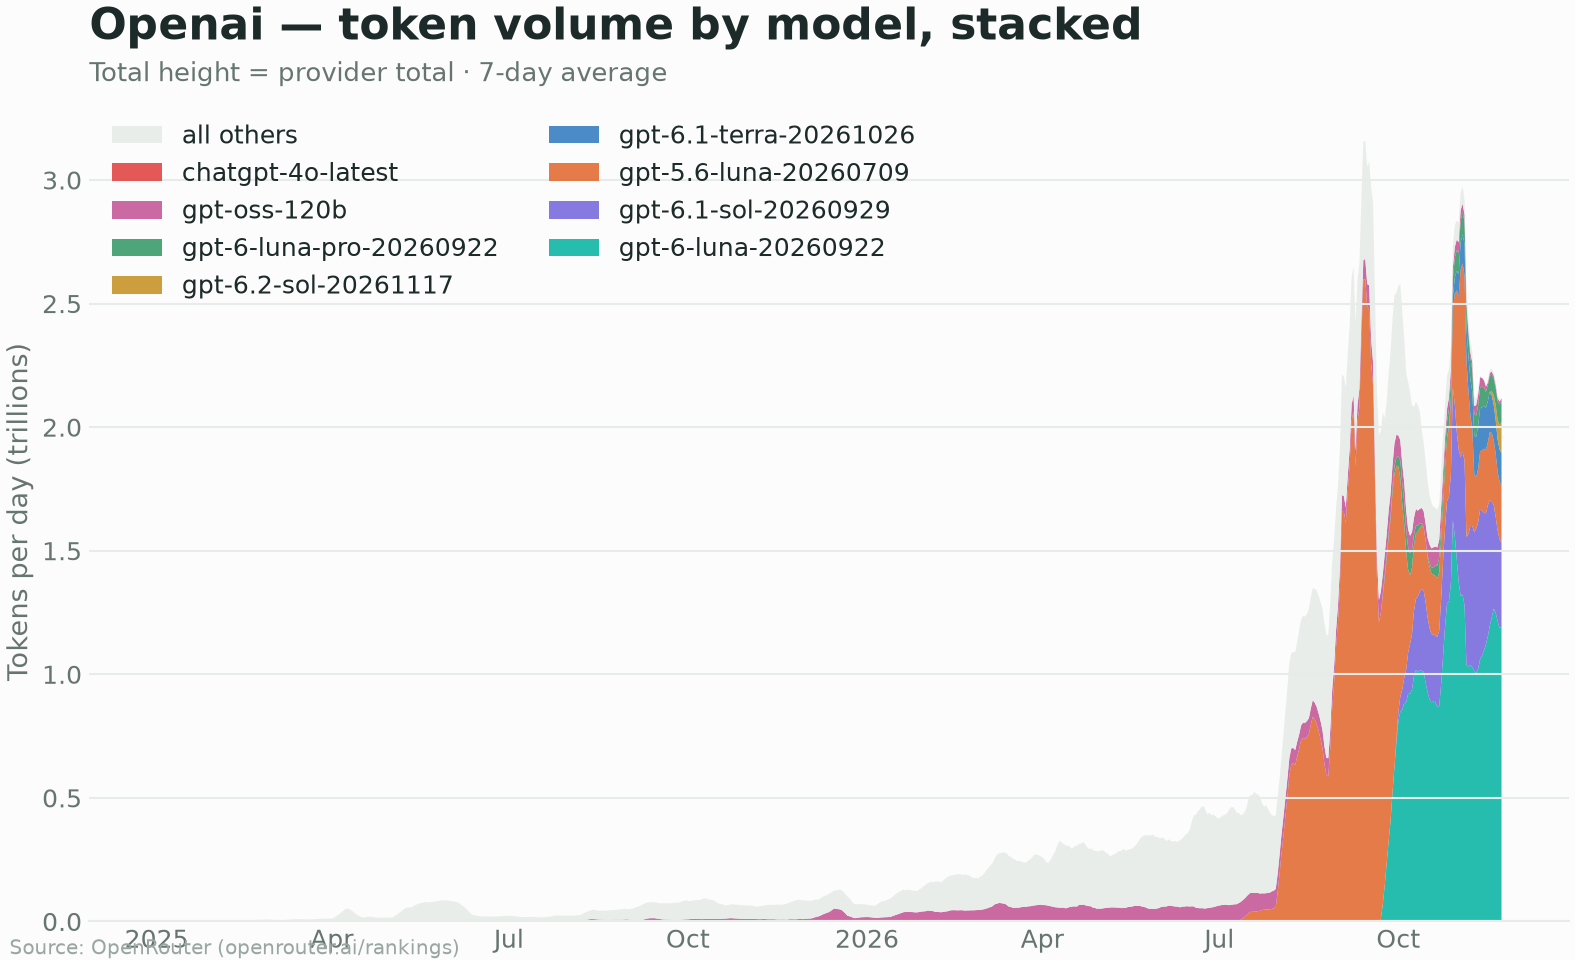 Openai — token volume by model, stacked
Total height = provider total · 7-day average
all others
chatgpt-4o-latest
gpt-oss-120b
gpt-6-luna-pro-20260922
gpt-6.2-sol-20261117
gpt-6.1-terra-20261026
gpt-5.6-luna-20260709
gpt-6.1-sol-20260929
gpt-6-luna-20260922
Tokens per day (trillions)
3.0
2.5
2.0
1.5
1.0
0.5
0.0
2025 Apr Jul Oct 2026 Apr Jul Oct
Source: OpenRouter (openrouter.ai/rankings)